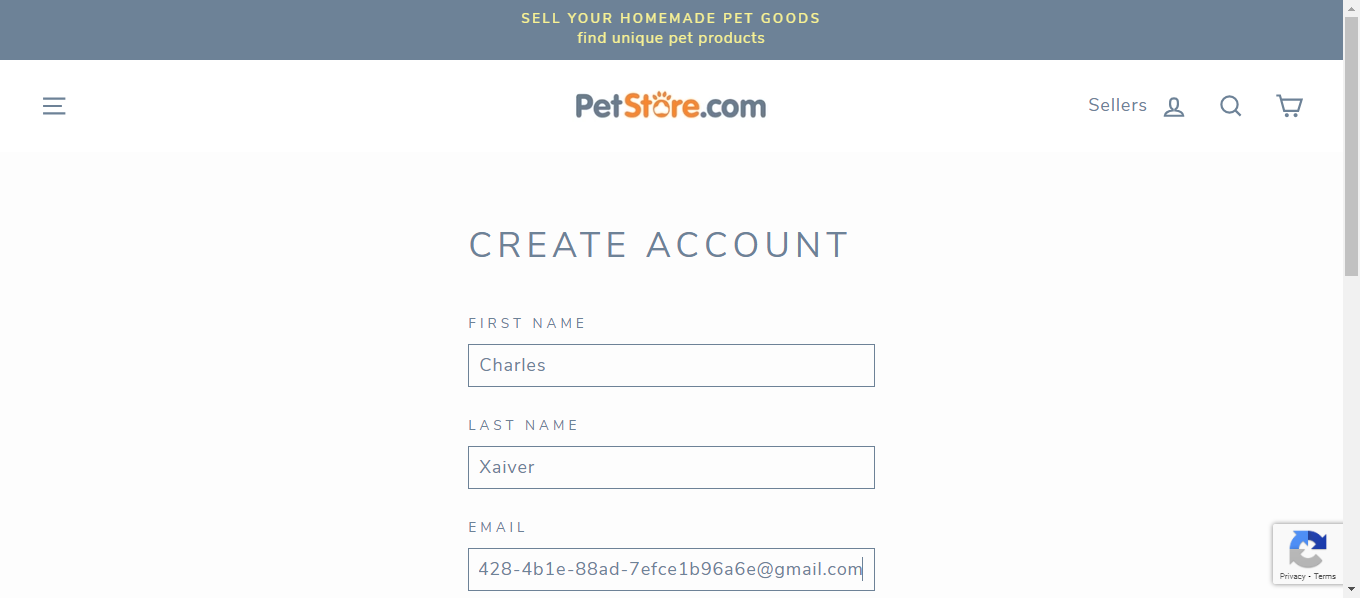 SELL YOUR HOMEMADE PET GOODS
find unique pet products
PetStore.com
Sellers
CREATE ACCOUNT
FIRST NAME
Charles
LAST NAME
Xaiver
EMAIL
428-4b1e-88ad-7efce1b96a6e@gmail.com
Privacy - Terms